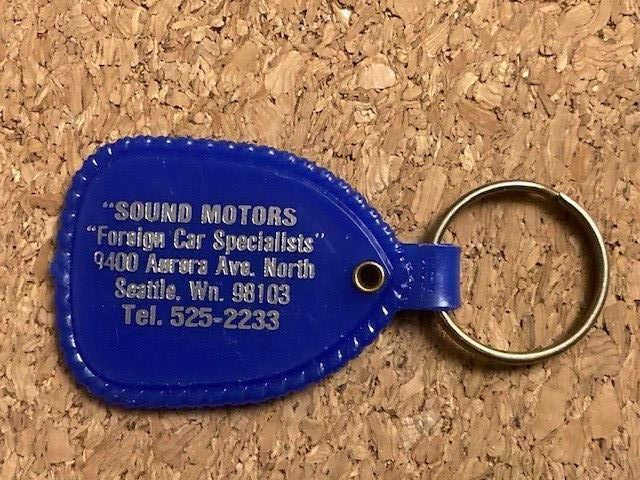 "SOUND MOTORS
"Foreign Car Specialists"
9400 Aurora Ave. North
Seattle, Wn. 98103
Tel. 525-2233